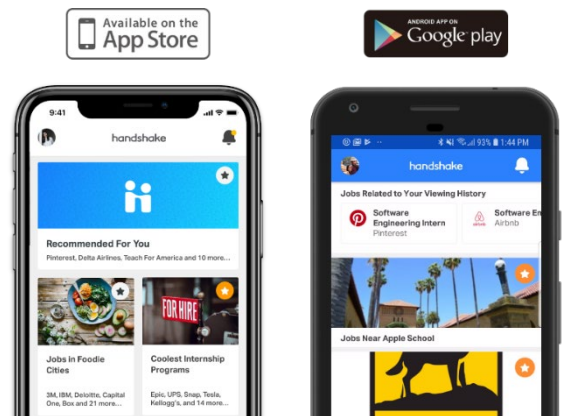 Available on the
App Store
ANDROID APP ON
Google play
9:41
handshake
Recommended For You
Pinterest, Delta Airlines, Teach For America and 10 more...
FOR HIRE
Jobs in Foodie
Cities
3M, IBM, Deloitte, Capital
One, Box and 21 more...
Coolest Internship
Programs
Epic, UPS, Snap, Tesla,
Kellogg's, and 14 more...
93% 1:44 PM
handshake
Jobs Related to Your Viewing History
Software
Engineering Intern
Pinterest
airbnb
Software En
Airbnb
Jobs Near Apple School